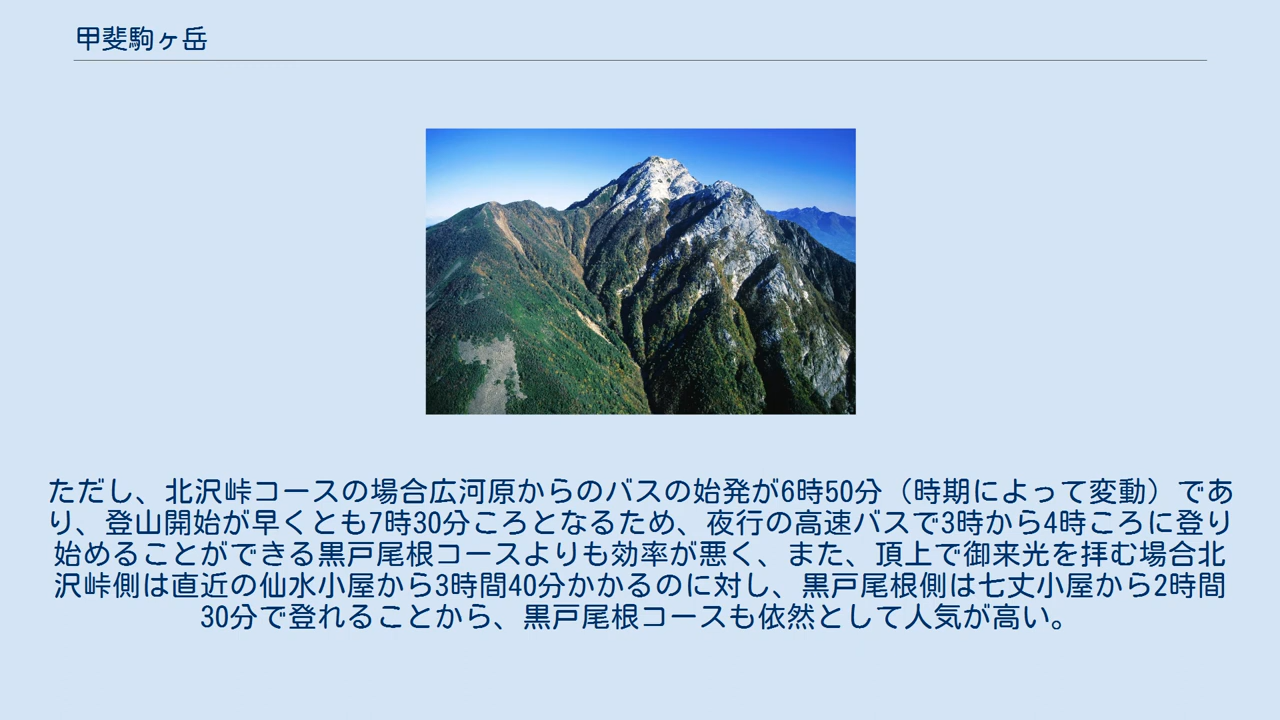 甲斐駒ヶ岳
ただし、北沢峠コースの場合広河原からのバスの始発が6時50分（時期によって変動）であ
り、登山開始が早くとも7時30分ころとなるため、夜行の高速バスで3時から4時ころに登り
始めることができる黒戸尾根コースよりも効率が悪く、また、頂上で御来光を拝む場合北
沢峠側は直近の仙水小屋から3時間40分かかるのに対し、黒戸尾根側は七丈小屋から2時間
30分で登れることから、黒戸尾根コースも依然として人気が高い。